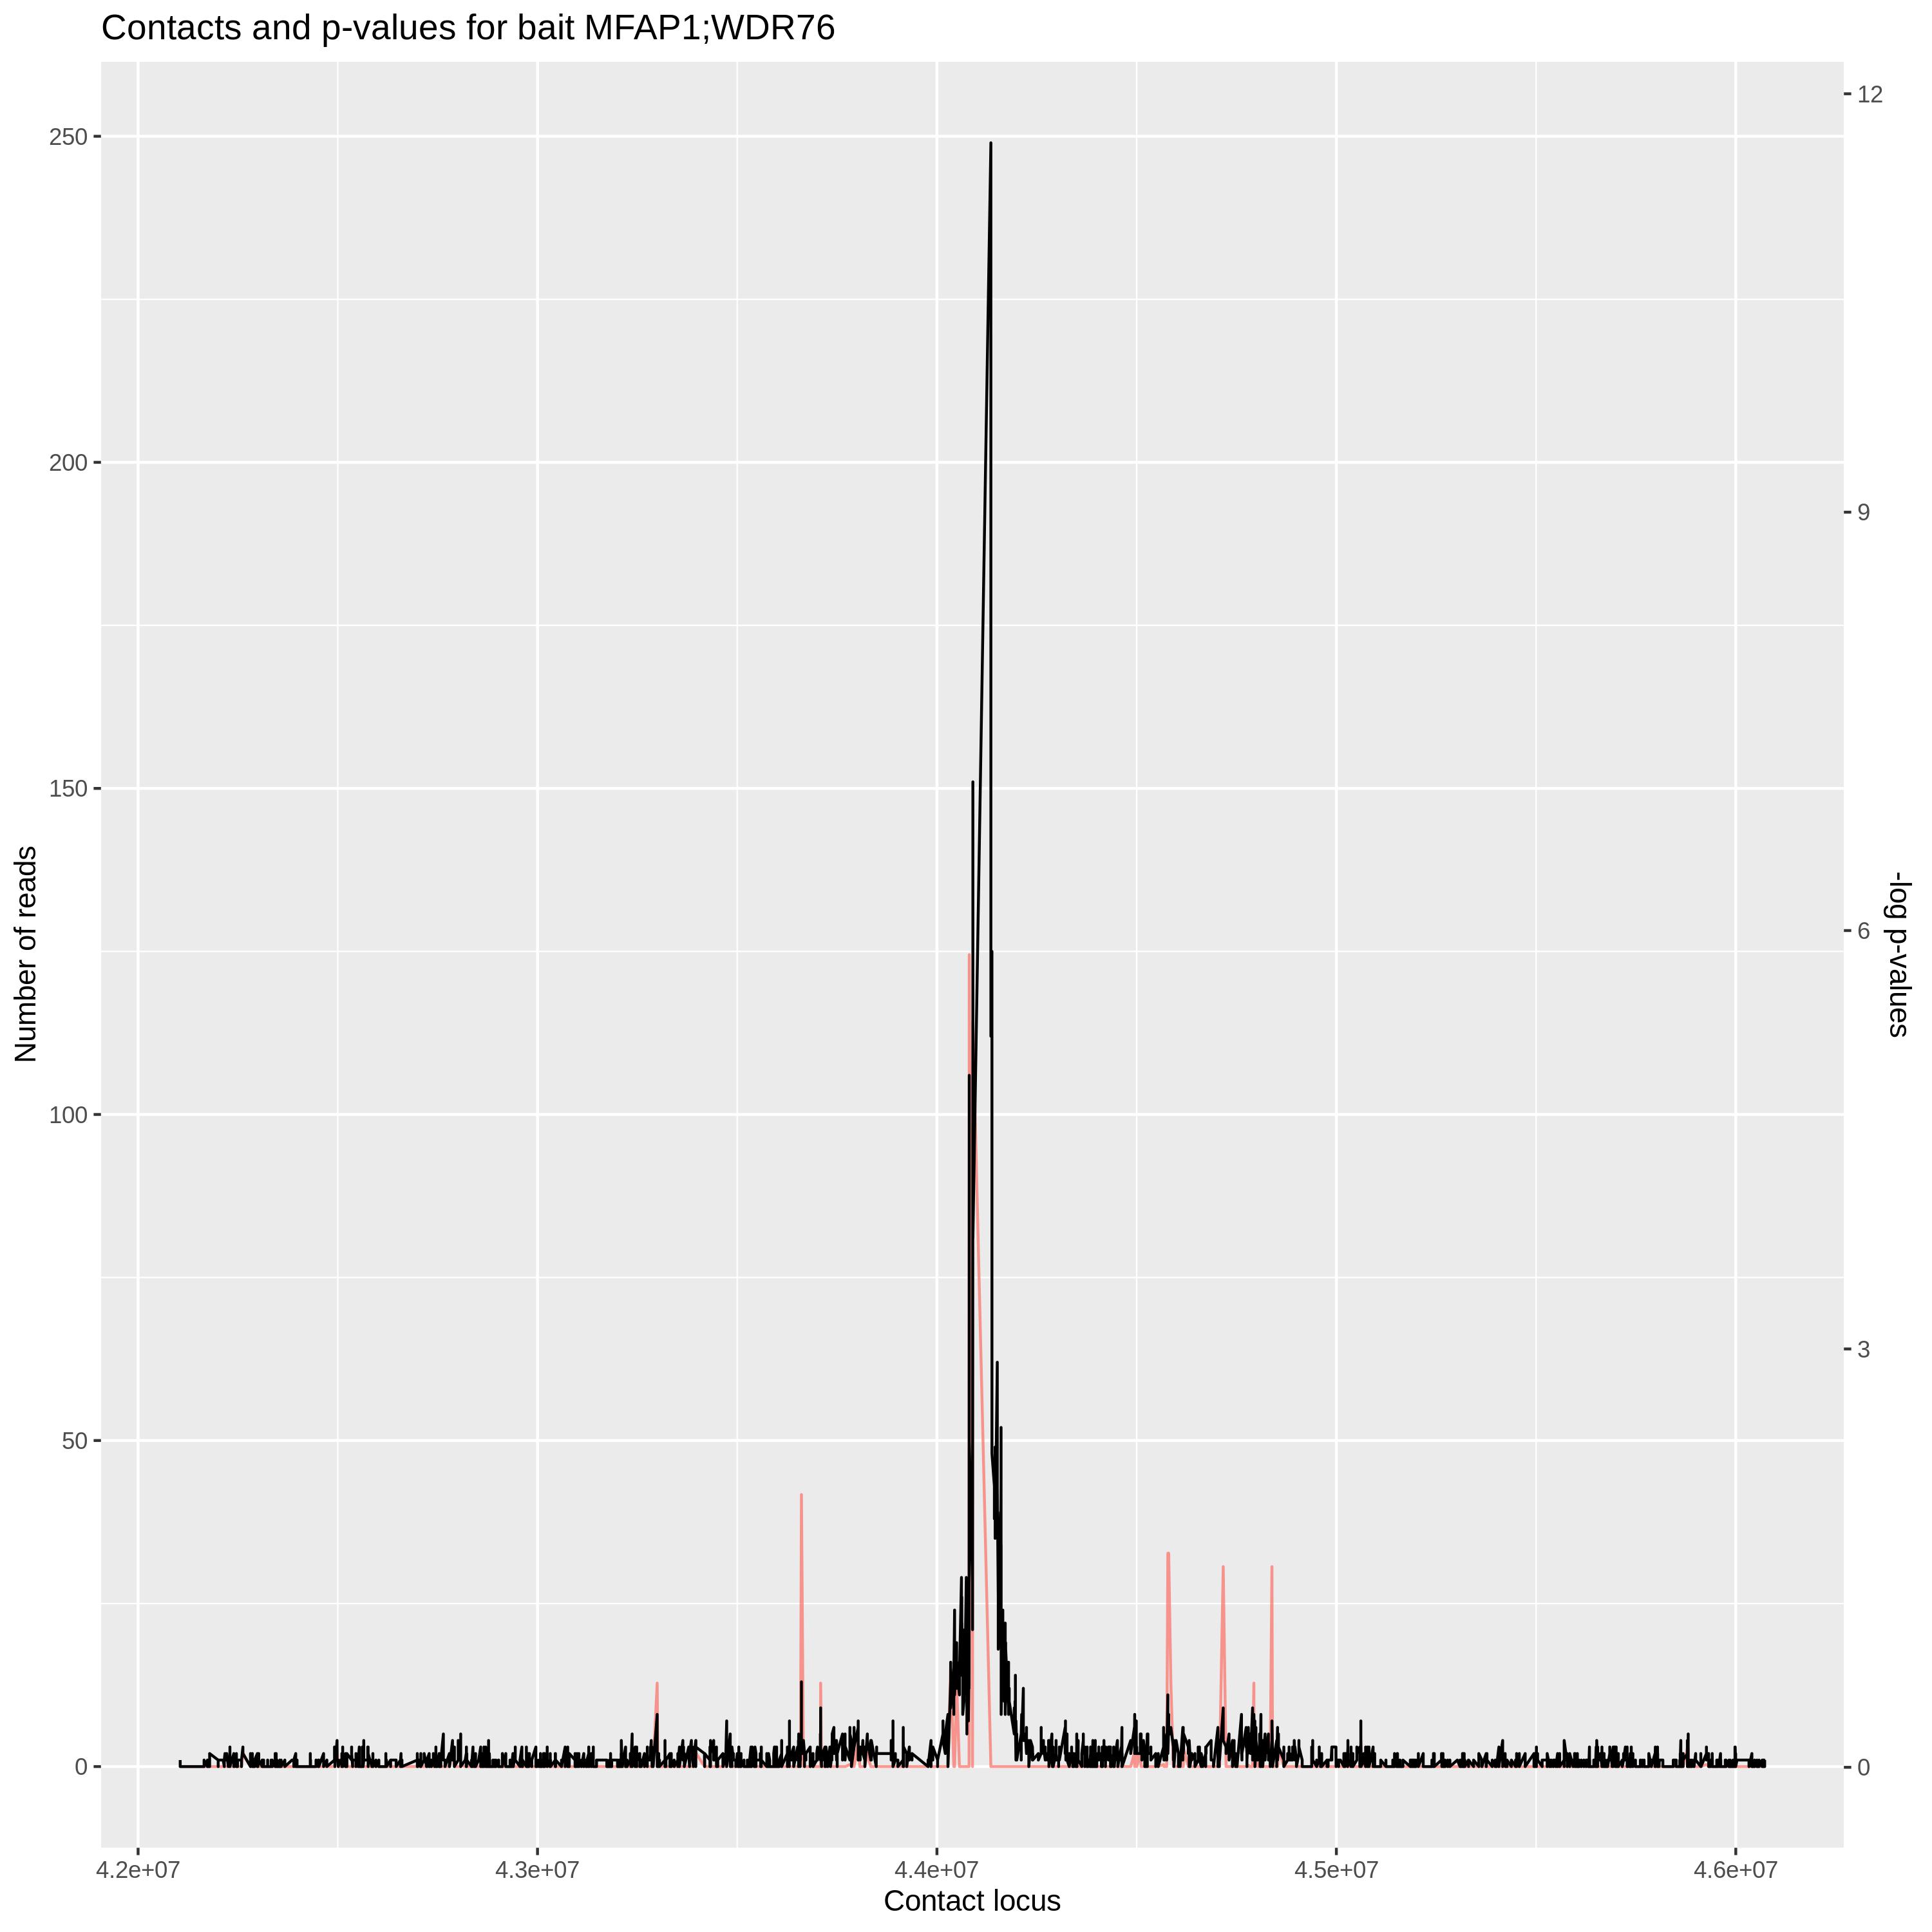 Contacts and p-values for bait MFAP1;WDR76
250
200
150
100
50
0
Number of reads
12
9
6
3
0
-log p-values
4.2e+07
4.3e+07
4.4e+07
4.5e+07
4.6e+07
Contact locus